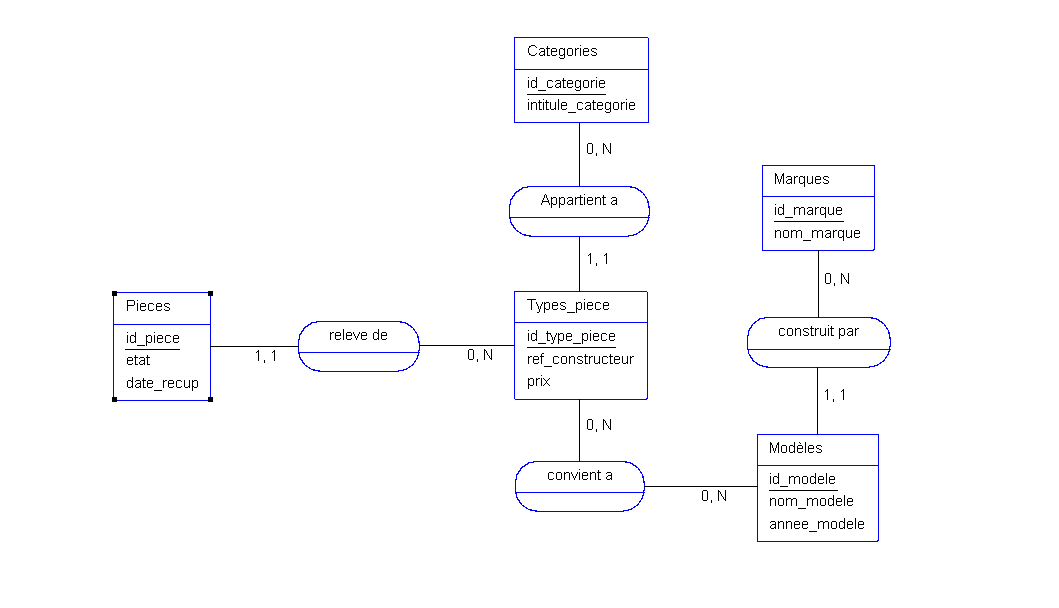 Categories
id_categorie
intitule_categorie
0, N
Appartient a
1, 1
Marques
id_marque
nom_marque
0, N
construit par
1, 1
Pieces
id_piece
etat
date_recup
1, 1
releve de
0, N
Types_piece
id_type_piece
ref_constructeur
prix
0, N
convient a
0, N
Modèles
id_modele
nom_modele
annee_modele